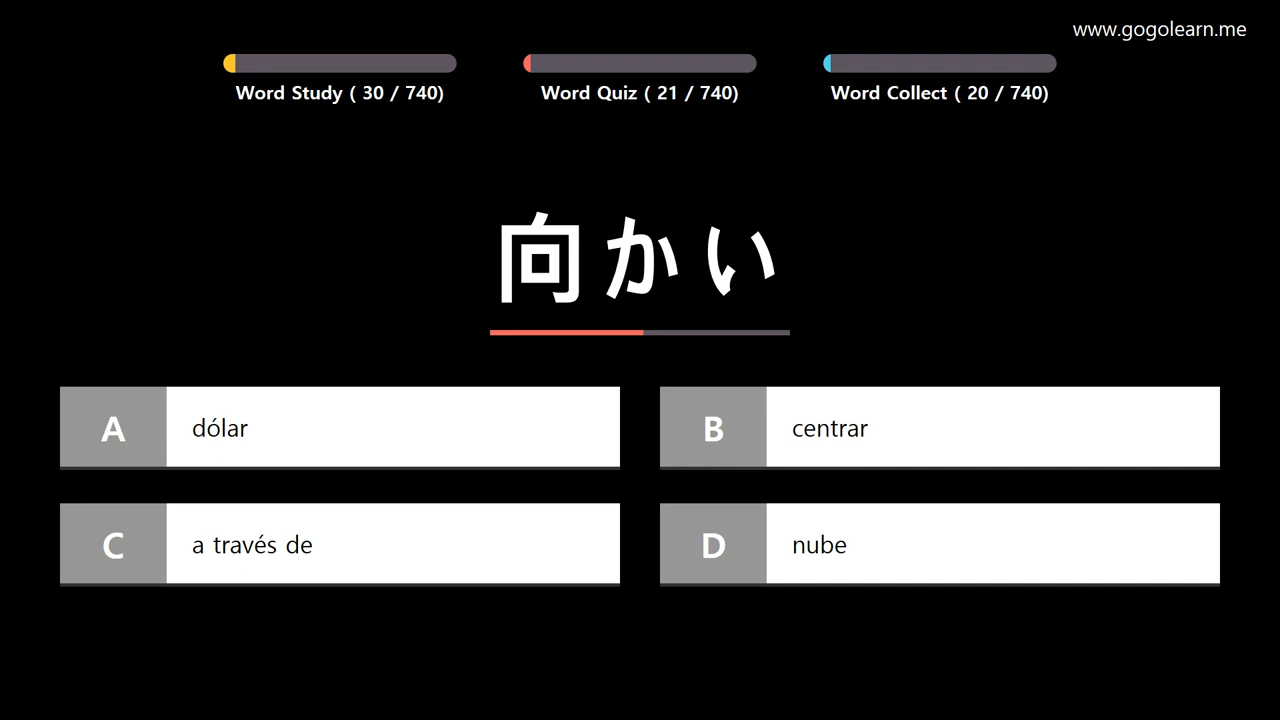 www.gogolearn.me
Word Study ( 30 / 740)
Word Quiz ( 21 / 740)
Word Collect ( 20 / 740)
向かい
A dólar
B centrar
C a través de
D nube